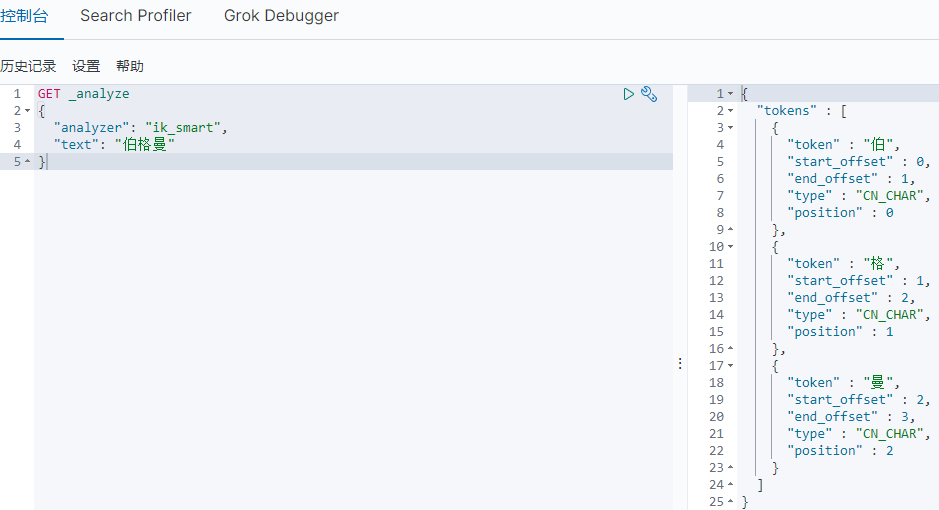 控制台 Search Profiler Grok Debugger
历史记录 设置 帮助
1 GET _analyze
2 {
3 "analyzer": "ik_smart",
4 "text": "伯格曼"
5 }
1 {
2 "tokens" : [
3 {
4 "token" : "伯",
5 "start_offset" : 0,
6 "end_offset" : 1,
7 "type" : "CN_CHAR",
8 "position" : 0
9 },
10 {
11 "token" : "格",
12 "start_offset" : 1,
13 "end_offset" : 2,
14 "type" : "CN_CHAR",
15 "position" : 1
16 },
17 {
18 "token" : "曼",
19 "start_offset" : 2,
20 "end_offset" : 3,
21 "type" : "CN_CHAR",
22 "position" : 2
23 }
24 ]
25 }